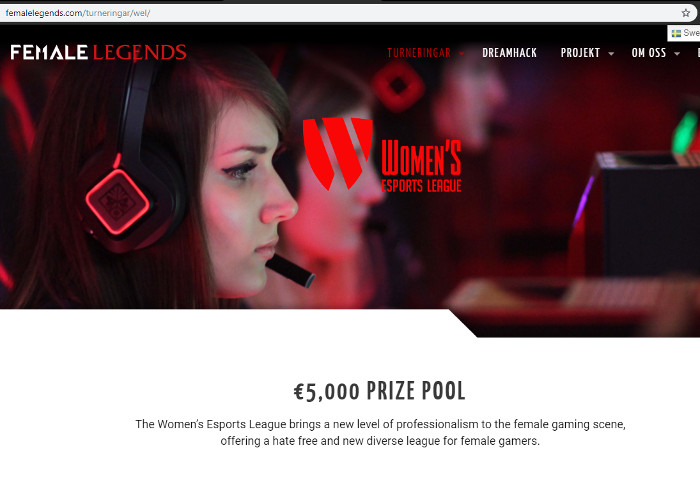 femalelegends.com/turneringar/wel/
Swe
FEMALE LEGENDS
TURNERINGAR DREAMHACK PROJEKT OM OSS
WOMEN'S
ESPORTS LEAGUE
€5,000 PRIZE POOL
The Women's Esports League brings a new level of professionalism to the female gaming scene,
offering a hate free and new diverse league for female gamers.